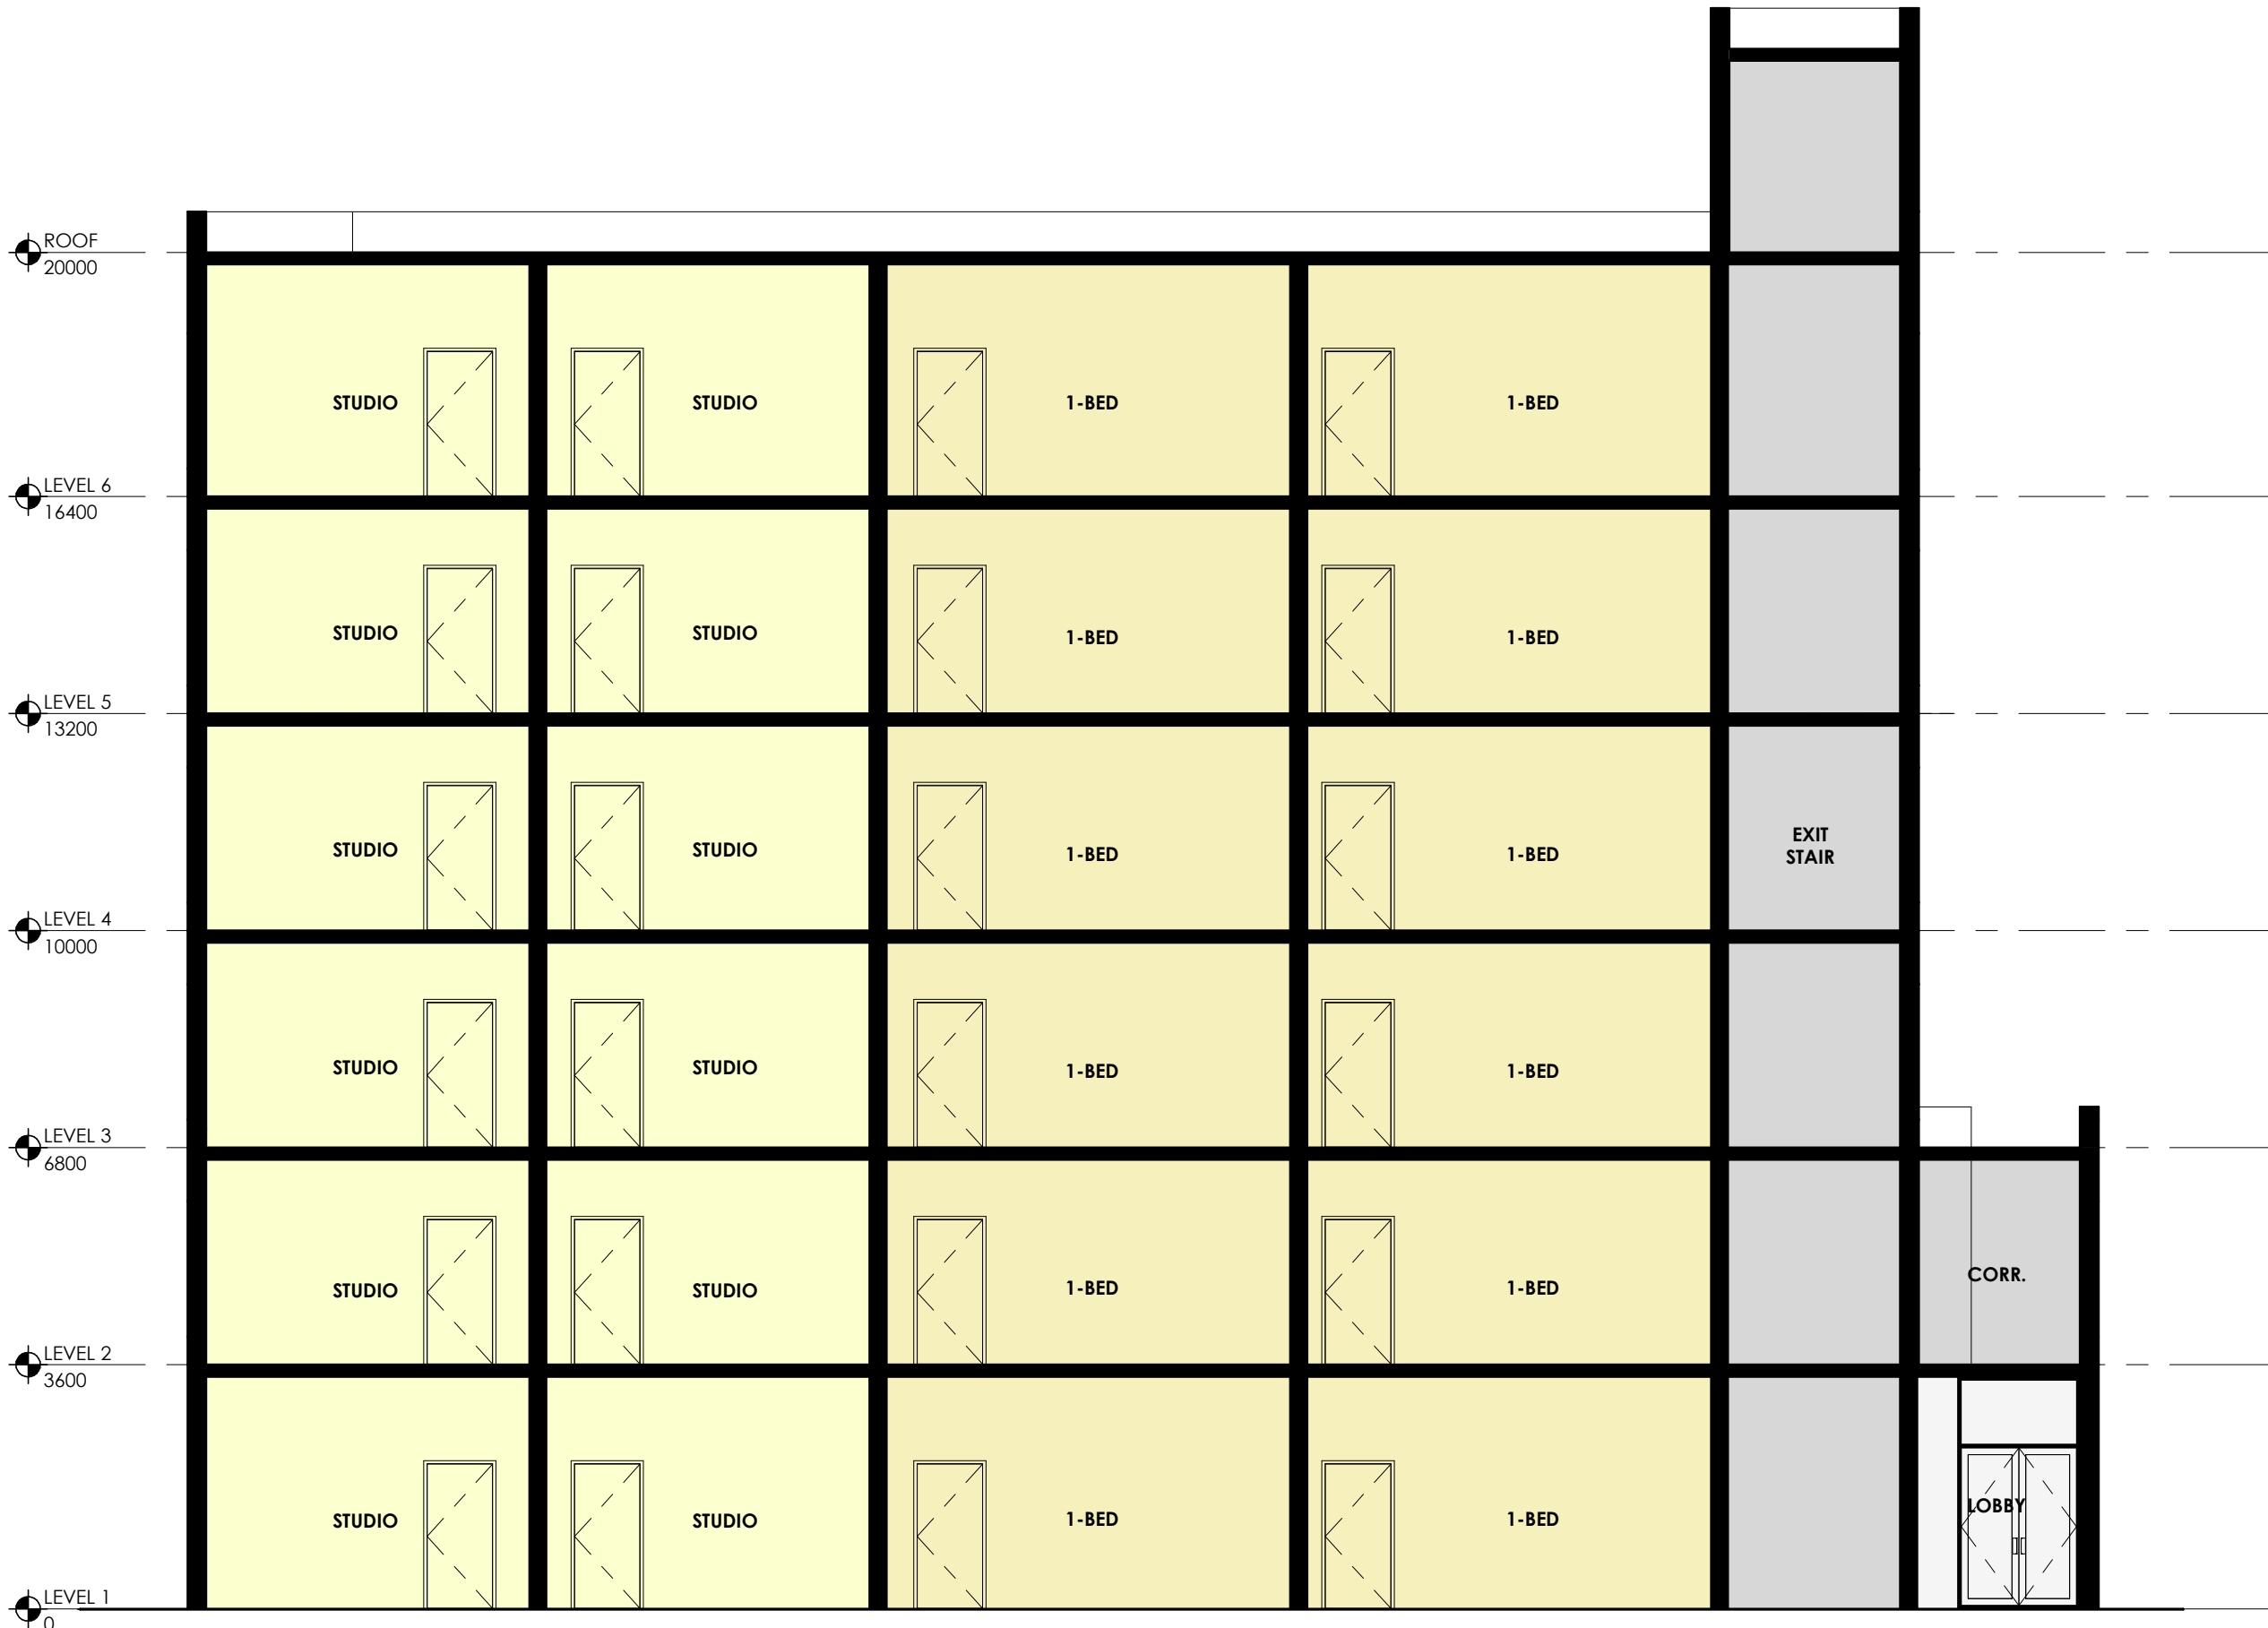 ROOF
20000
STUDIO STUDIO 1-BED 1-BED
LEVEL 6
16400
STUDIO STUDIO 1-BED 1-BED
LEVEL 5
13200
STUDIO STUDIO 1-BED 1-BED
EXIT
STAIR
LEVEL 4
10000
STUDIO STUDIO 1-BED 1-BED
LEVEL 3
6800
STUDIO STUDIO 1-BED 1-BED CORR.
LEVEL 2
3600
STUDIO STUDIO 1-BED 1-BED LOBBY
LEVEL 1
0